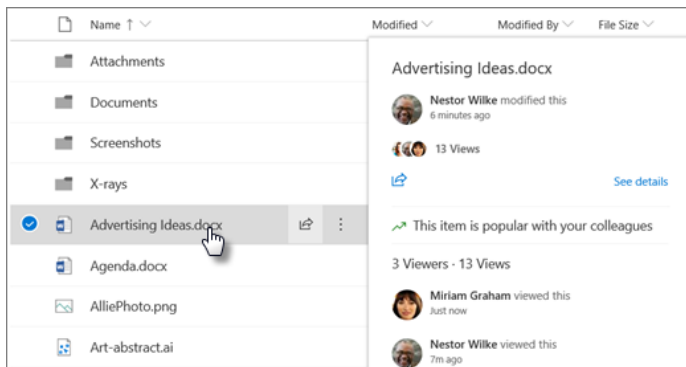 Name ↑
Modified
Modified By
File Size
Attachments
Documents
Screenshots
X-rays
Advertising Ideas.docx
Agenda.docx
AlliePhoto.png
Art-abstract.ai
Advertising Ideas.docx
Nestor Wilke modified this
6 minutes ago
13 Views
See details
This item is popular with your colleagues
3 Viewers · 13 Views
Miriam Graham viewed this
Just now
Nestor Wilke viewed this
7m ago